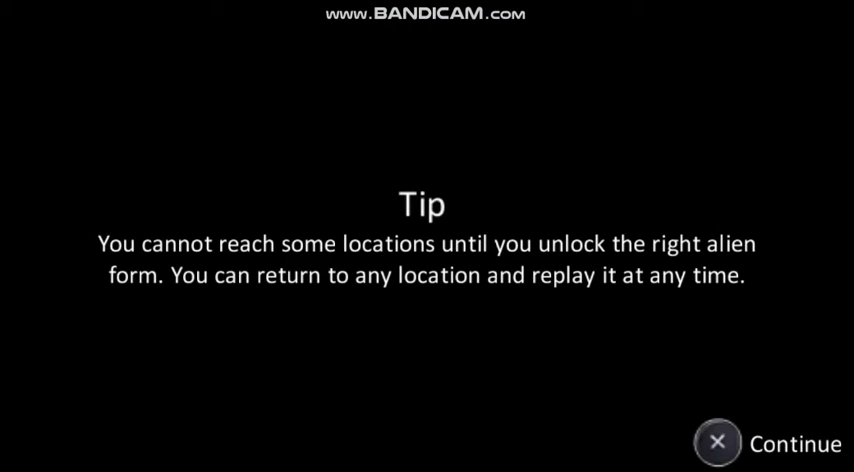 www.BANDICAM.com
Tip
You cannot reach some locations until you unlock the right alien
form. You can return to any location and replay it at any time.
Continue